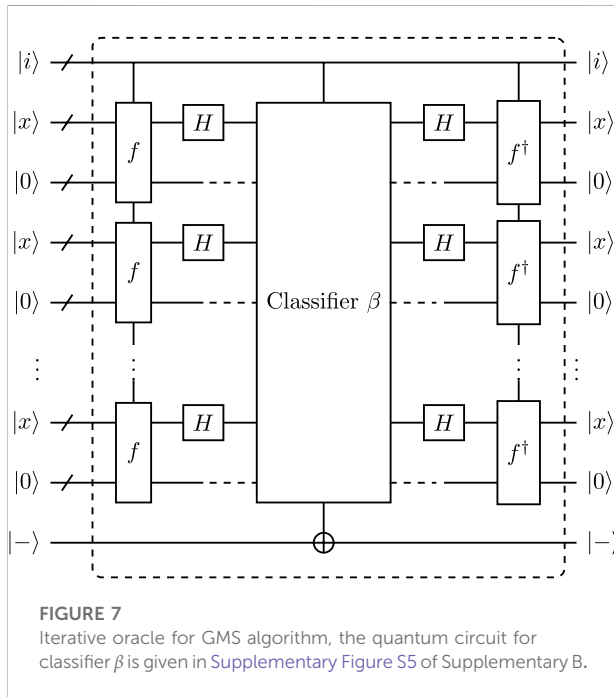 |i⟩ |i⟩
|x⟩ H H |x⟩
f f†
|0⟩ |0⟩
|x⟩ H H |x⟩
f f†
|0⟩ Classifier β |0⟩
⋮ ⋮ ⋮ ⋮
|x⟩ H H |x⟩
f f†
|0⟩ |0⟩
|−⟩ |−⟩
FIGURE 7
Iterative oracle for GMS algorithm, the quantum circuit for
classifier β is given in Supplementary Figure S5 of Supplementary B.